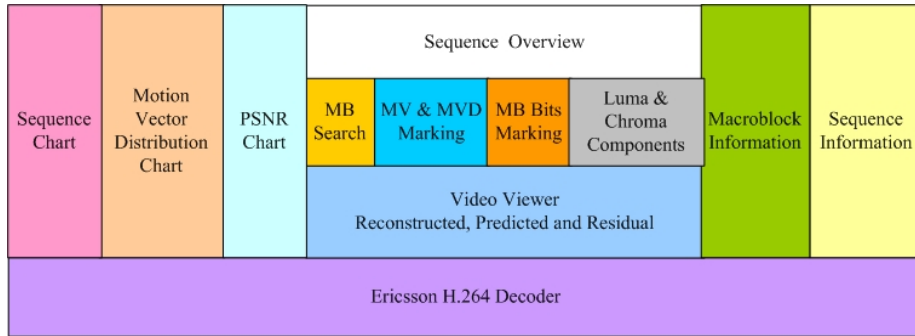 Sequence Overview
Sequence
Chart
Motion
Vector
Distribution
Chart
PSNR
Chart
MB
Search
MV & MVD
Marking
MB Bits
Marking
Luma &
Chroma
Components
Macroblock
Information
Sequence
Information
Video Viewer
Reconstructed, Predicted and Residual
Ericsson H.264 Decoder